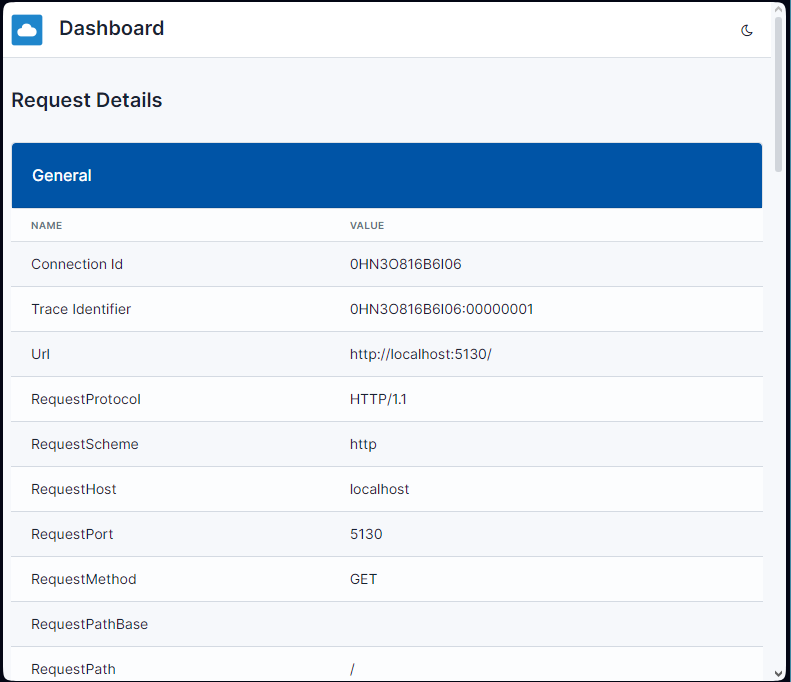 Dashboard
Request Details
General
NAME VALUE
Connection Id 0HN3O816B6I06
Trace Identifier 0HN3O816B6I06:00000001
Url http://localhost:5130/
RequestProtocol HTTP/1.1
RequestScheme http
RequestHost localhost
RequestPort 5130
RequestMethod GET
RequestPathBase
RequestPath /